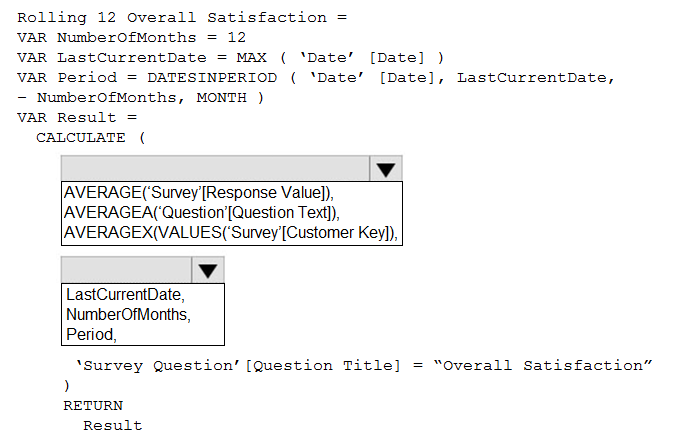 Rolling 12 Overall Satisfaction =
VAR NumberOfMonths = 12
VAR LastCurrentDate = MAX ( ‘Date’ [Date] )
VAR Period = DATESINPERIOD ( ‘Date’ [Date], LastCurrentDate,
– NumberOfMonths, MONTH )
VAR Result =
CALCULATE (
AVERAGE(‘Survey’[Response Value]),
AVERAGEA(‘Question’[Question Text]),
AVERAGEX(VALUES(‘Survey’[Customer Key]),
LastCurrentDate,
NumberOfMonths,
Period,
‘Survey Question’[Question Title] = “Overall Satisfaction”
)
RETURN
Result